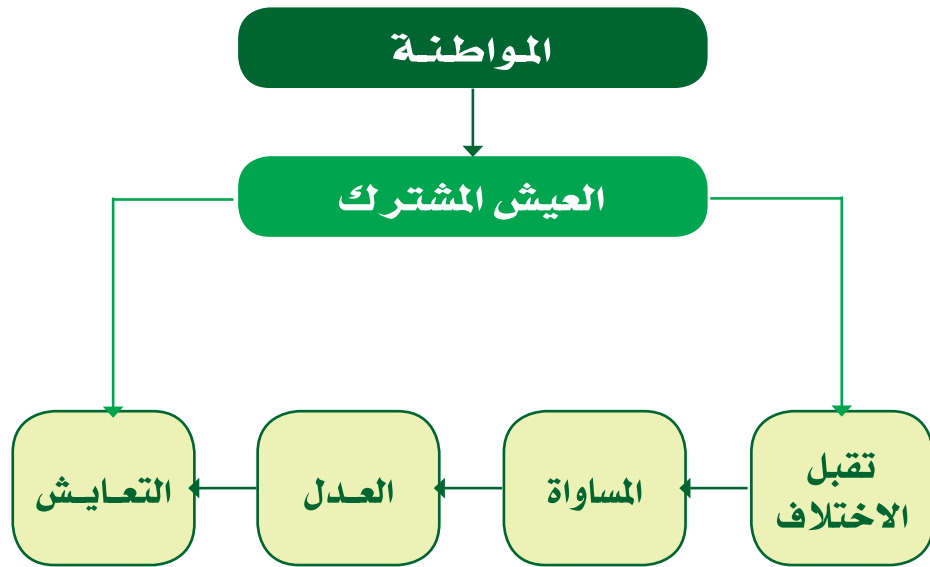 المواطنة
العيش المشترك
تقبل
الاختلاف
المساواة
العدل
التعايش